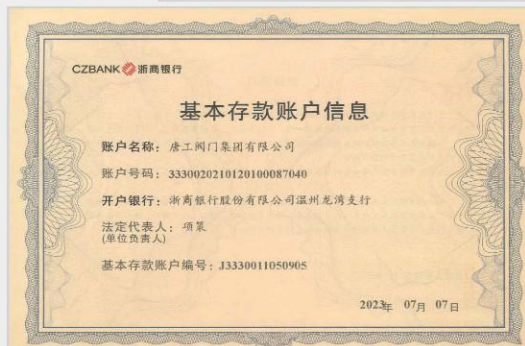 CZBANK 浙商银行
基本存款账户信息
账户名称：唐工阀门集团有限公司
账户号码：3330020210120100087040
开户银行：浙商银行股份有限公司温州龙湾支行
法定代表人：项策
(单位负责人)
基本存款账户编号：J3330011050905
2023年 07月 07日